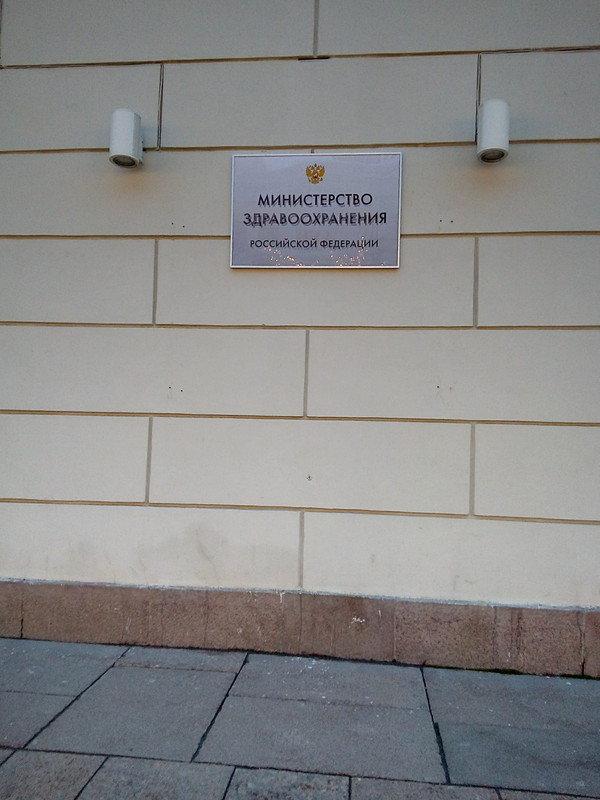 МИНИСТЕРСТВО
ЗДРАВООХРАНЕНИЯ
РОССИЙСКОЙ ФЕДЕРАЦИИ